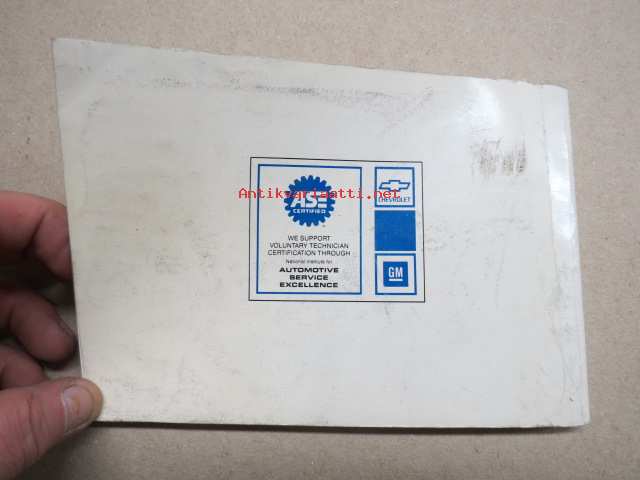 Antikvariaatti.net
ASE
CERTIFIED
WE SUPPORT
VOLUNTARY TECHNICIAN
CERTIFICATION THROUGH
National Institute for
AUTOMOTIVE
SERVICE
EXCELLENCE
CHEVROLET
GM